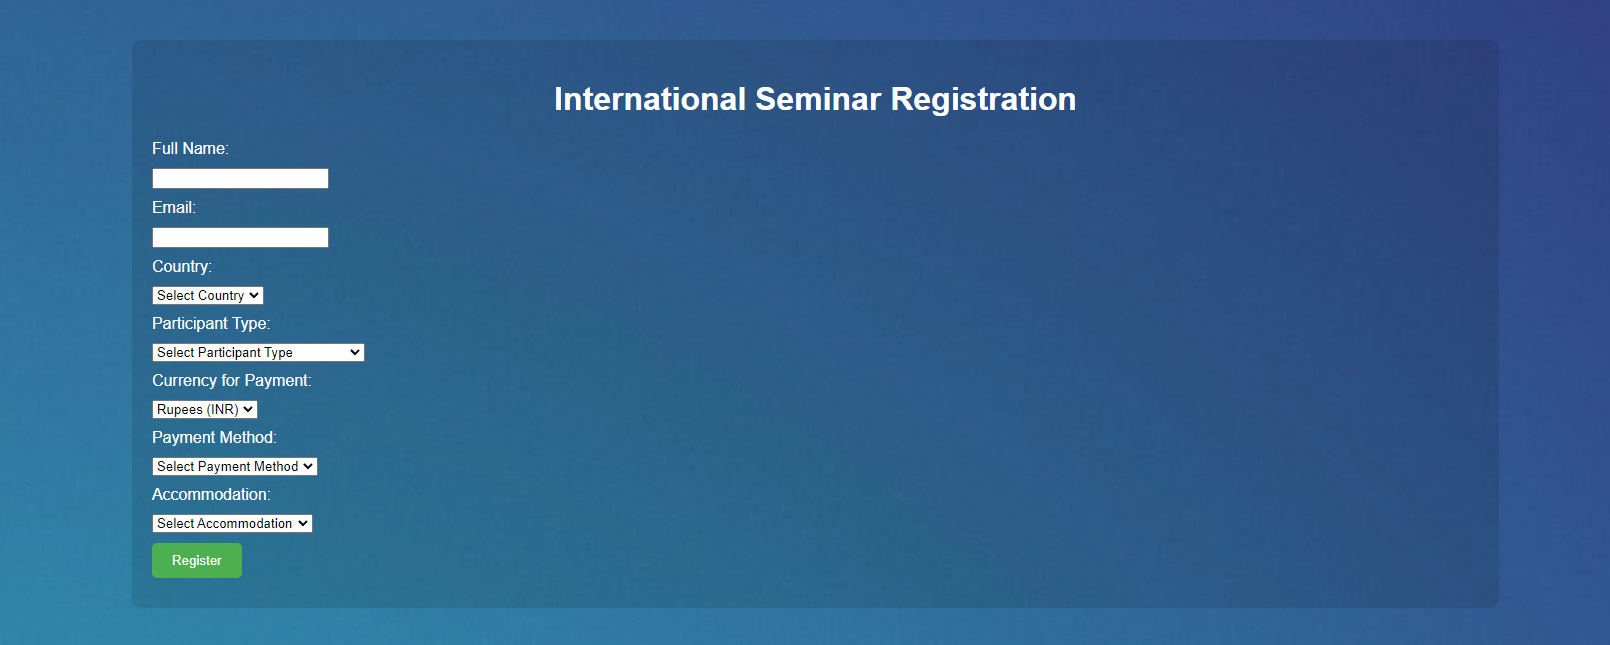 International Seminar Registration
Full Name:
Email:
Country:
Select Country
Participant Type:
Select Participant Type
Currency for Payment:
Rupees (INR)
Payment Method:
Select Payment Method
Accommodation:
Select Accommodation
Register